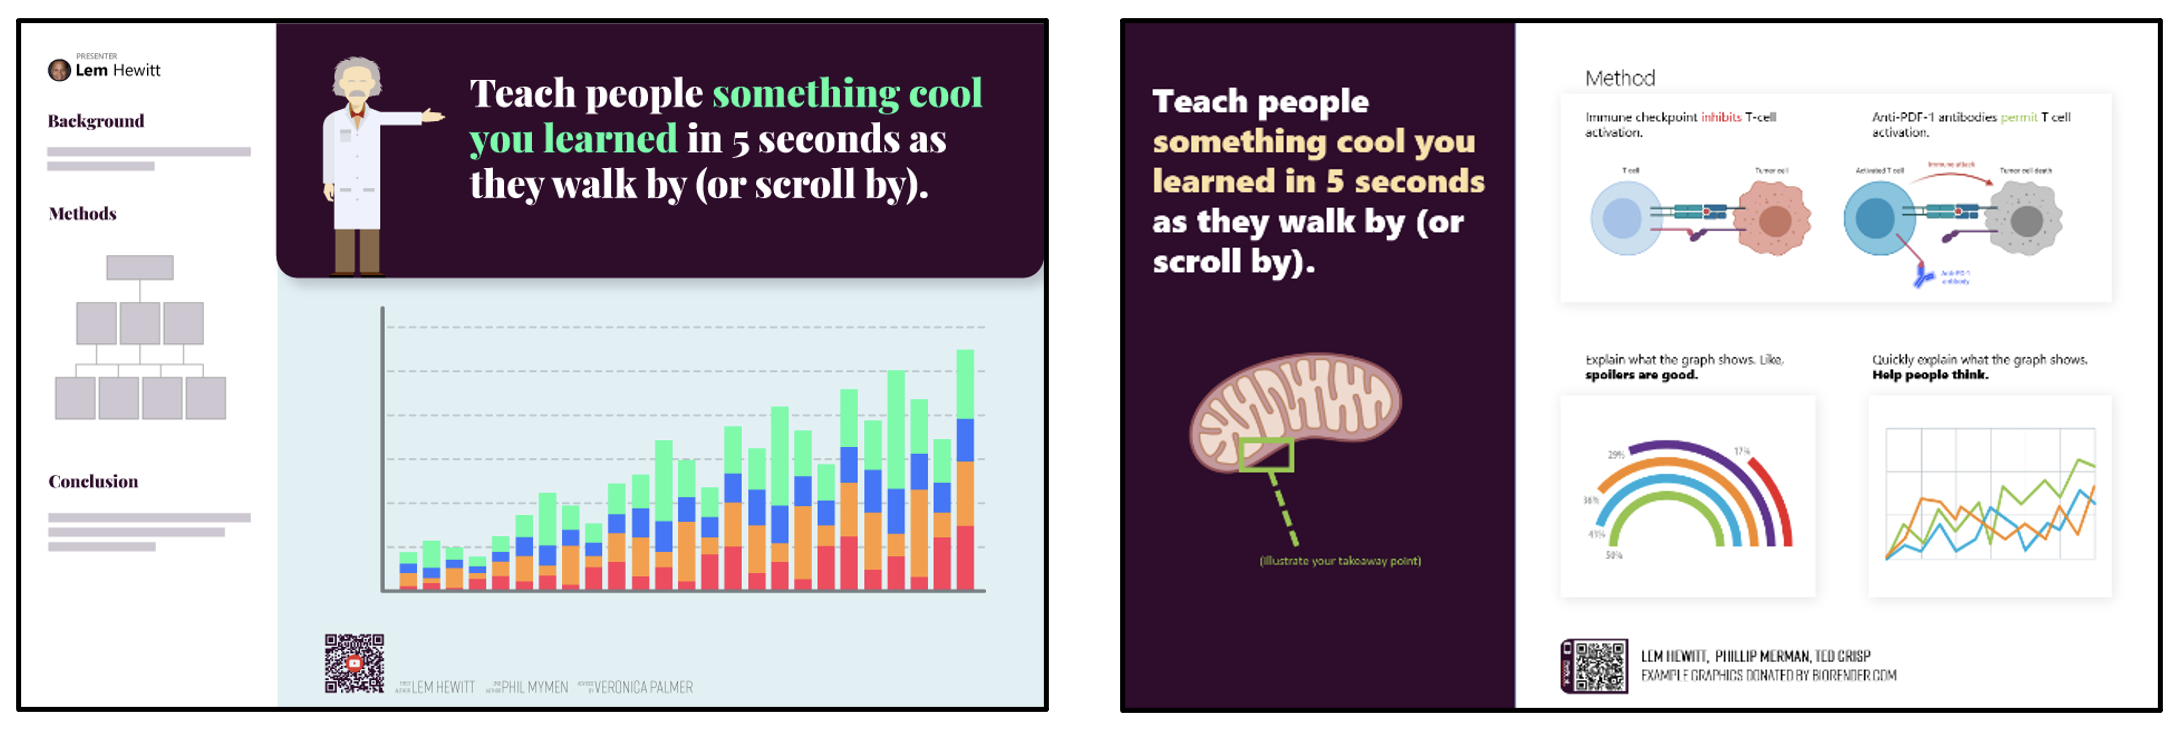 PRESENTER
Lem Hewitt
Background
Methods
Conclusion
Teach people something cool
you learned in 5 seconds as
they walk by (or scroll by).
LEM HEWITT
PHIL MYMEN
VERONICA PALMER
Teach people
something cool you
learned in 5 seconds
as they walk by (or
scroll by).
(illustrate your takeaway point)
Method
Immune checkpoint inhibits T-cell
activation.
T cell
Tumor cell
Anti-PDF-1 antibodies permit T cell
activation.
Immune attack
Activated T cell
Tumor cell death
Anti-PD-1
antibody
Explain what the graph shows. Like,
spoilers are good.
29%
17%
36%
41%
50%
Quickly explain what the graph shows.
Help people think.
LEM HEWITT, PHILLIP MERMAN, TED CRISP
EXAMPLE GRAPHICS DONATED BY BIORENDER.COM